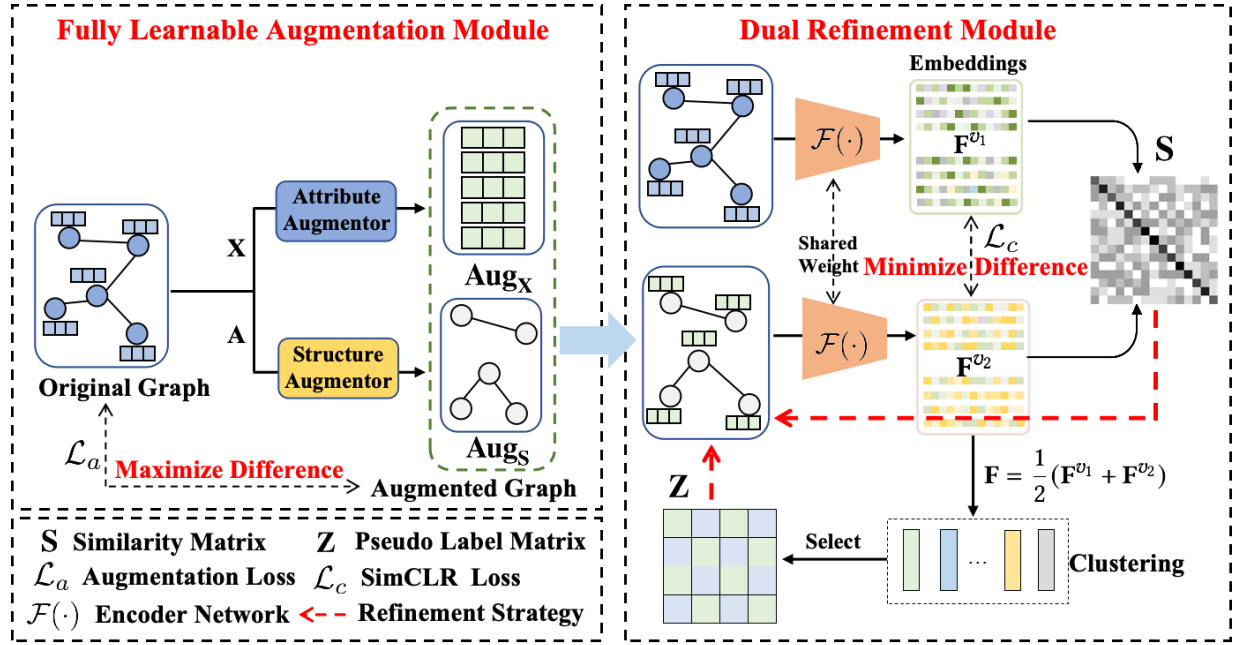 Fully Learnable Augmentation Module
Attribute
Augmentor
X
Aug_X
A
Structure
Augmentor
Original Graph
Aug_S
ℒ_a
Maximize Difference
Augmented Graph
S Similarity Matrix
Z Pseudo Label Matrix
ℒ_a Augmentation Loss
ℒ_c SimCLR Loss
ℱ(·) Encoder Network
Refinement Strategy
Dual Refinement Module
Embeddings
ℱ(·)
F^{v_1}
S
Shared
Weight
ℒ_c
Minimize Difference
ℱ(·)
F^{v_2}
Z
F = \frac{1}{2}(F^{v_1} + F^{v_2})
Select
...
Clustering